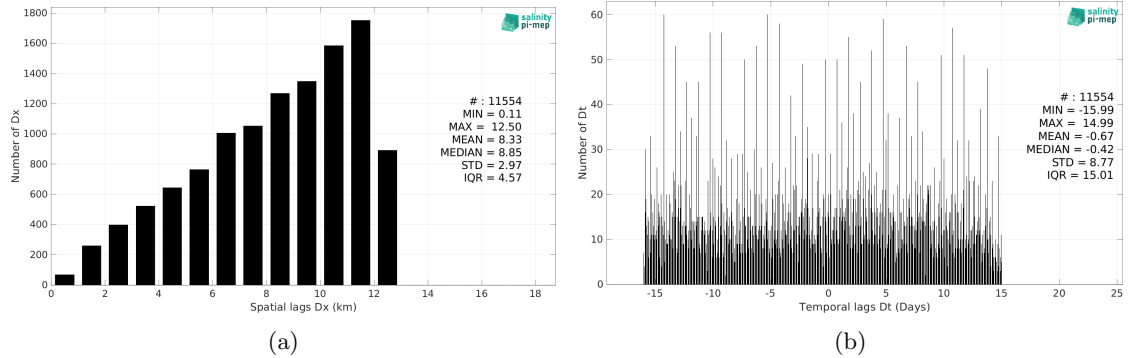 1800
1600
1400
1200
1000
800
600
400
200
0
Number of Dx
0 2 4 6 8 10 12 14 16 18
Spatial lags Dx (km)
salinity
pi-mep
# : 11554
MIN = 0.11
MAX = 12.50
MEAN = 8.33
MEDIAN = 8.85
STD = 2.97
IQR = 4.57
(a)
60
50
40
30
20
10
0
Number of Dt
-15 -10 -5 0 5 10 15 20 25
Temporal lags Dt (Days)
salinity
pi-mep
# : 11554
MIN = -15.99
MAX = 14.99
MEAN = -0.67
MEDIAN = -0.42
STD = 8.77
IQR = 15.01
(b)